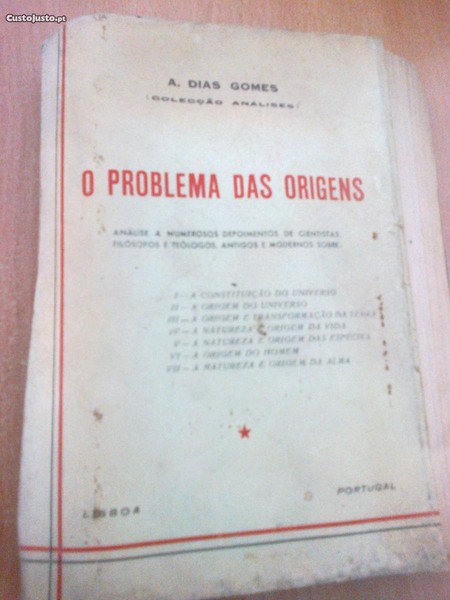 CustoJusto.pt
A. DIAS GOMES
(COLECÇÃO ANÁLISES)
O PROBLEMA DAS ORIGENS
ANÁLISE A NUMEROSOS DEPOIMENTOS DE CIENTISTAS,
FILÓSOFOS E TEÓLOGOS, ANTIGOS E MODERNOS SOBRE:
I — A CONSTITUIÇÃO DO UNIVERSO
II — A ORIGEM DO UNIVERSO
III — A ORIGEM E TRANSFORMAÇÃO DA TERRA
IV — A NATUREZA E ORIGEM DA VIDA
V — A NATUREZA E ORIGEM DAS ESPÉCIES
VI — A ORIGEM DO HOMEM
VII — A NATUREZA E ORIGEM DA ALMA
LISBOA
PORTUGAL